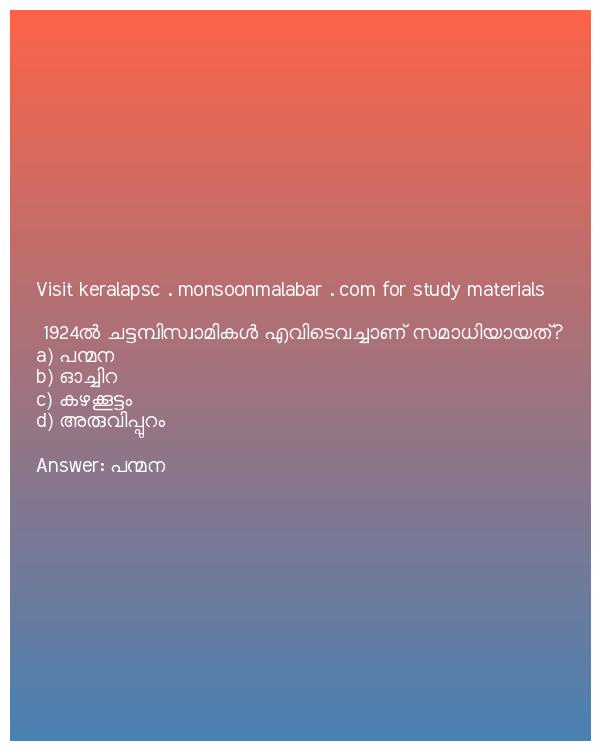 Visit keralapsc . monsoonmalabar . com for study materials
1924ൽ ചട്ടമ്പിസ്വാമികൾ എവിടെവച്ചാണ് സമാധിയായത്?
a) പന്മന
b) ഓച്ചിറ
c) കഴക്കൂട്ടം
d) അരുവിപ്പുറം
Answer: പന്മന